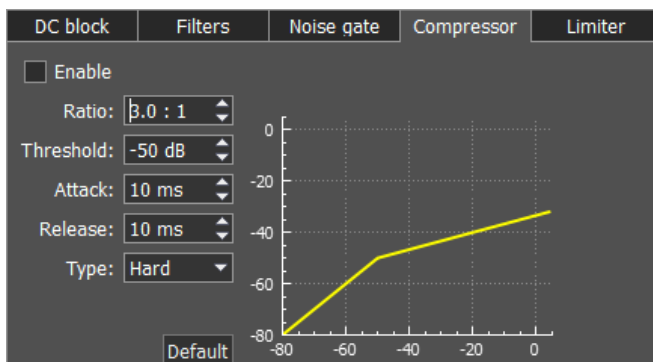 DC block Filters Noise gate Compressor Limiter
Enable
Ratio: 3.0 : 1
Threshold: -50 dB
Attack: 10 ms
Release: 10 ms
Type: Hard
Default
0
-20
-40
-60
-80
-80 -60 -40 -20 0